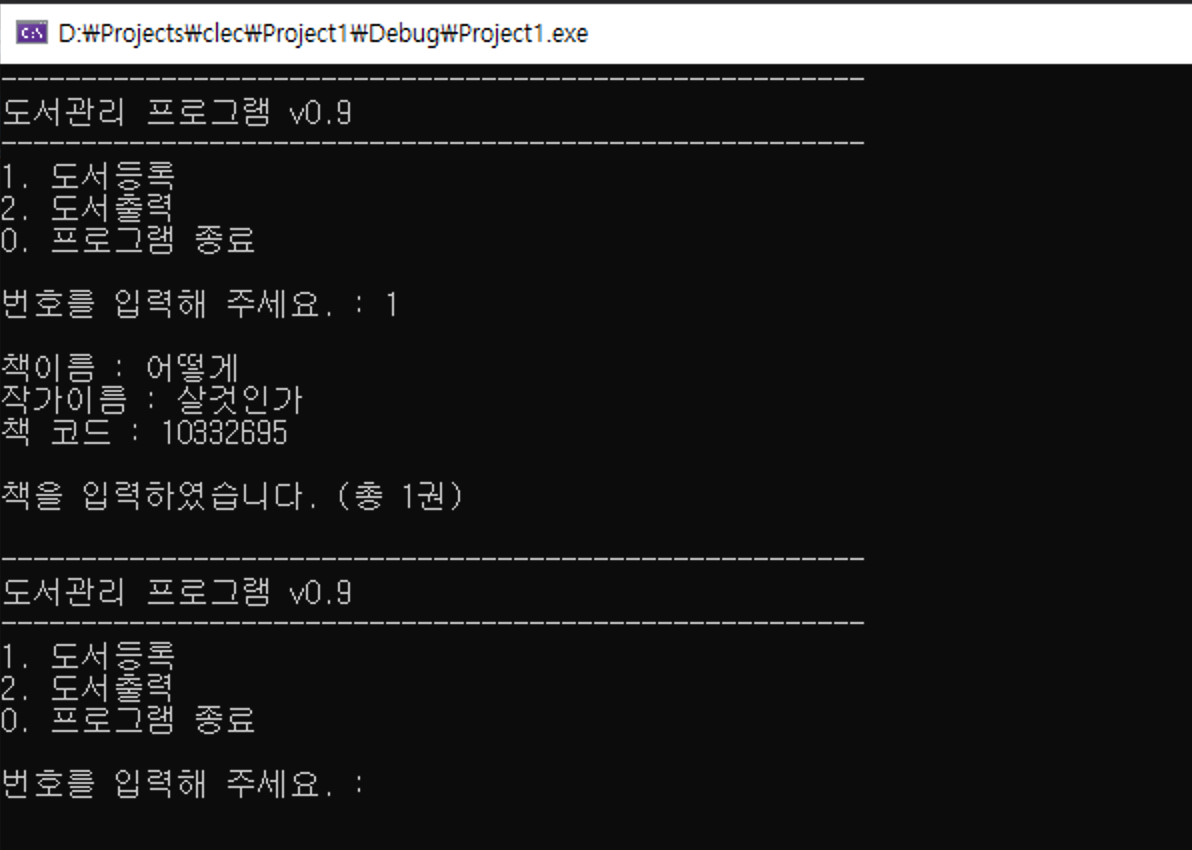 D:₩Projects₩clec₩Project1₩Debug₩Project1.exe
------------------------------------------------------
도서관리 프로그램 v0.9
------------------------------------------------------
1. 도서등록
2. 도서출력
0. 프로그램 종료
번호를 입력해 주세요. : 1
책이름 : 어떻게
작가이름 : 살것인가
책 코드 : 10332695
책을 입력하였습니다. (총 1권)
------------------------------------------------------
도서관리 프로그램 v0.9
------------------------------------------------------
1. 도서등록
2. 도서출력
0. 프로그램 종료
번호를 입력해 주세요. :